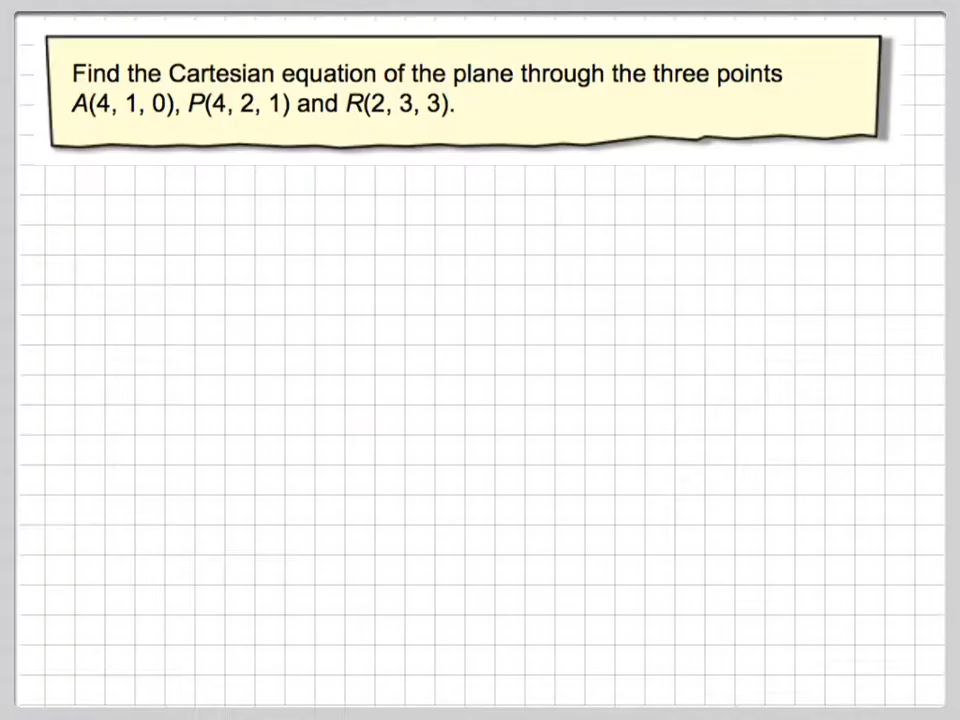 Find the Cartesian equation of the plane through the three points
A(4, 1, 0), P(4, 2, 1) and R(2, 3, 3).